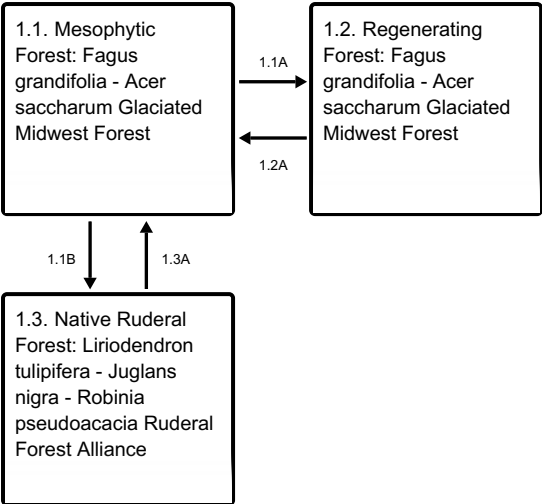 1.1. Mesophytic
Forest: Fagus
grandifolia - Acer
saccharum Glaciated
Midwest Forest
1.1A
1.2A
1.2. Regenerating
Forest: Fagus
grandifolia - Acer
saccharum Glaciated
Midwest Forest
1.1B
1.3A
1.3. Native Ruderal
Forest: Liriodendron
tulipifera - Juglans
nigra - Robinia
pseudoacacia Ruderal
Forest Alliance